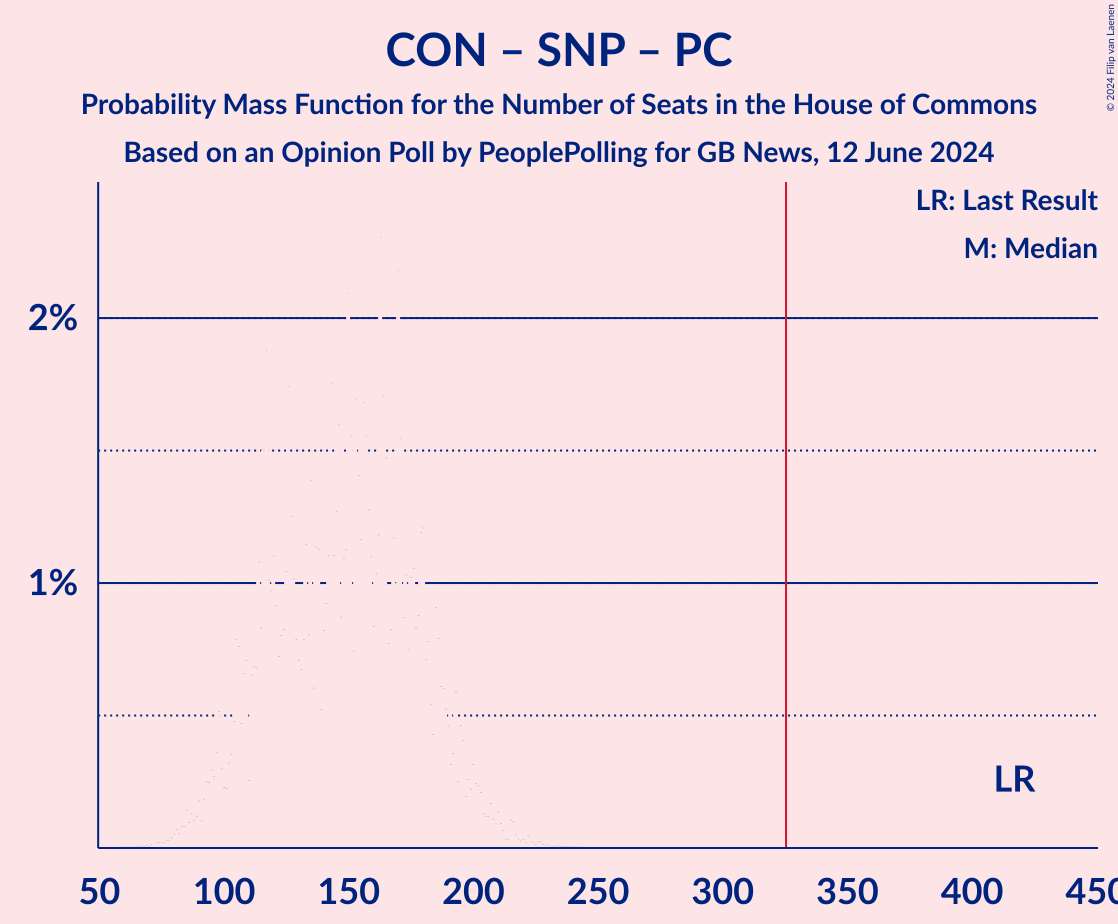 CON – SNP – PC
Probability Mass Function for the Number of Seats in the House of Commons
Based on an Opinion Poll by PeoplePolling for GB News, 12 June 2024
© 2024 Filip van Laenen
LR: Last Result
M: Median
2%
1%
LR
50 100 150 200 250 300 350 400 450